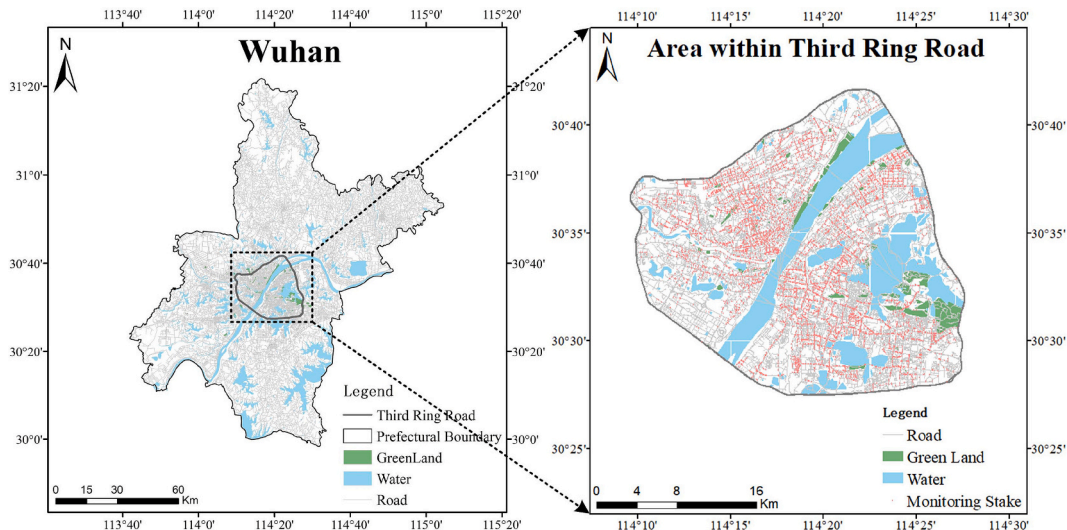 113°40' 114°0' 114°20' 114°40' 115°0' 115°20'
N
Wuhan
31°20'
31°0'
30°40'
30°20'
30°0'
31°20'
31°0'
30°40'
30°20'
30°0'
Legend
Third Ring Road
Prefectural Boundary
GreenLand
Water
Road
0 15 30 60
Km
113°40' 114°0' 114°20' 114°40' 115°0' 115°20'
114°10' 114°15' 114°20' 114°25' 114°30'
N
Area within Third Ring Road
30°40'
30°35'
30°30'
30°25'
30°40'
30°35'
30°30'
30°25'
Legend
Road
Green Land
Water
Monitoring Stake
0 4 8 16
Km
114°10' 114°15' 114°20' 114°25' 114°30'